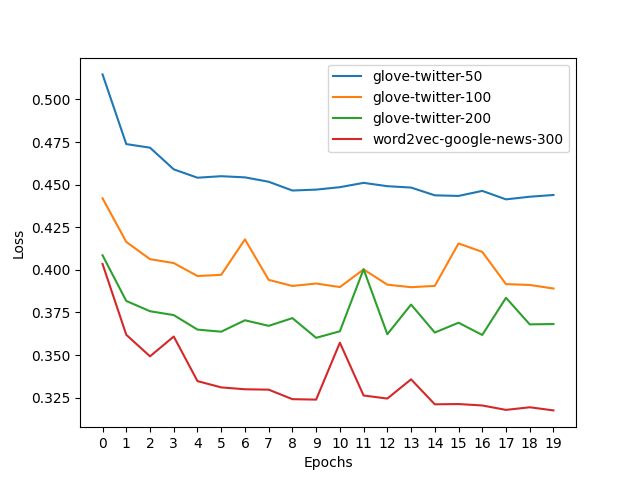 glove-twitter-50
glove-twitter-100
glove-twitter-200
word2vec-google-news-300
0.500
0.475
0.450
0.425
0.400
0.375
0.350
0.325
Loss
0 1 2 3 4 5 6 7 8 9 10 11 12 13 14 15 16 17 18 19
Epochs